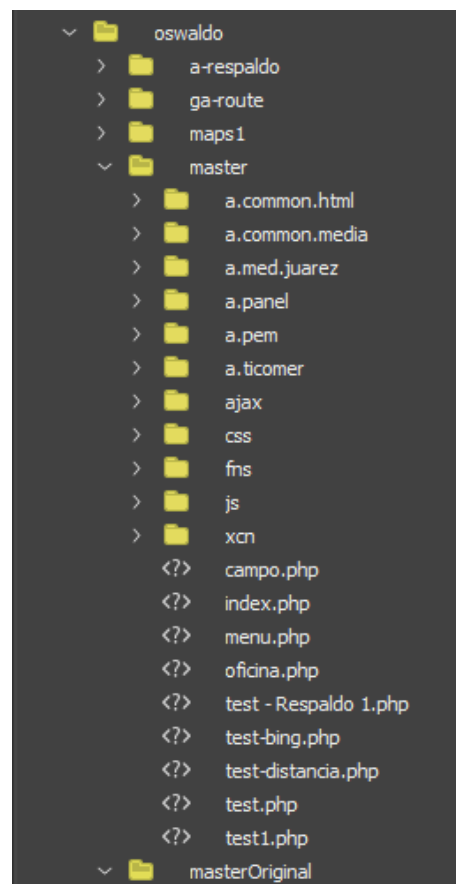 oswaldo
a-respaldo
ga-route
maps1
master
a.common.html
a.common.media
a.med.juarez
a.panel
a.pem
a.ticomer
ajax
css
fns
js
xcn
<?> campo.php
<?> index.php
<?> menu.php
<?> oficina.php
<?> test - Respaldo 1.php
<?> test-bing.php
<?> test-distancia.php
<?> test.php
<?> test1.php
masterOriginal